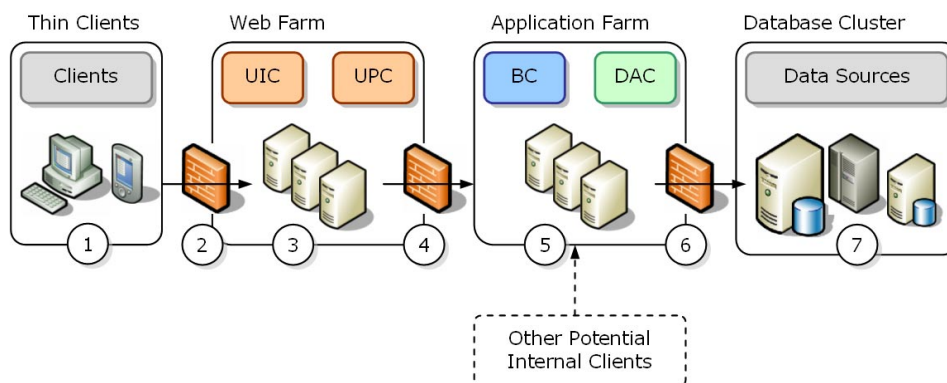 Thin Clients
Web Farm
Application Farm
Database Cluster
Clients
UIC
UPC
BC
DAC
Data Sources
1
2
3
4
5
6
7
Other Potential
Internal Clients